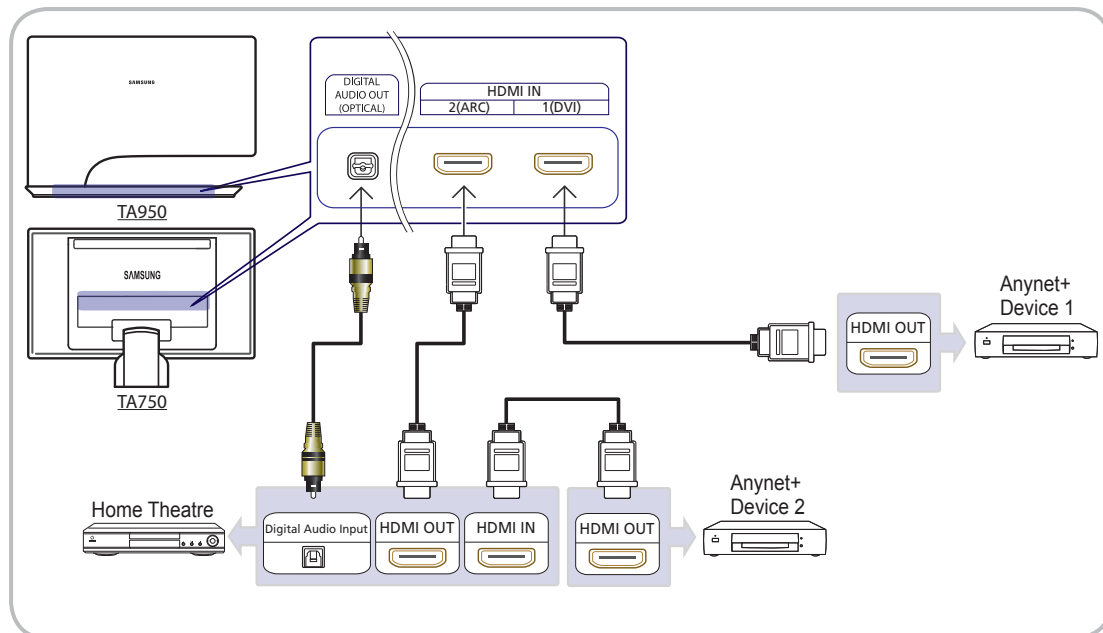 SAMSUNG
TA950
SAMSUNG
TA750
DIGITAL
AUDIO OUT
(OPTICAL)
HDMI IN
2(ARC)
1(DVI)
HDMI OUT
Anynet+
Device 1
Home Theatre
Digital Audio Input
HDMI OUT
HDMI IN
HDMI OUT
Anynet+
Device 2